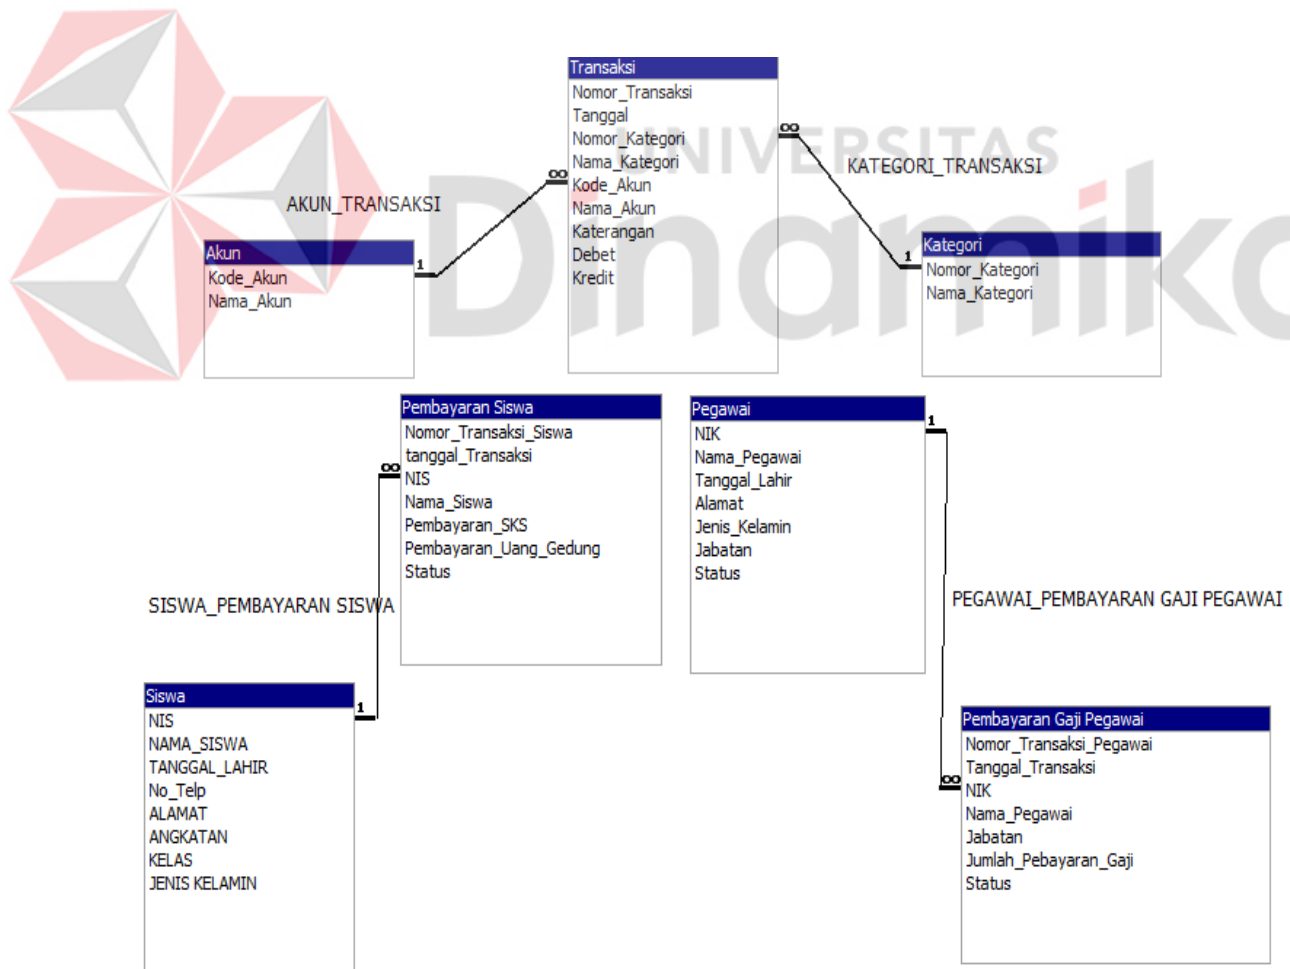 Transaksi
Nomor_Transaksi
Tanggal
Nomor_Kategori
Nama_Kategori
Kode_Akun
Nama_Akun
Katerangan
Debet
Kredit
UNIVERSITAS
Dinamika
∞
KATEGORI_TRANSAKSI
1
∞
AKUN_TRANSAKSI
1
Akun
Kode_Akun
Nama_Akun
Kategori
Nomor_Kategori
Nama_Kategori
Pembayaran Siswa
Nomor_Transaksi_Siswa
tanggal_Transaksi
NIS
Nama_Siswa
Pembayaran_SKS
Pembayaran_Uang_Gedung
Status
∞
SISWA_PEMBAYARAN SISWA
1
Siswa
NIS
NAMA_SISWA
TANGGAL_LAHIR
No_Telp
ALAMAT
ANGKATAN
KELAS
JENIS KELAMIN
Pegawai
NIK
Nama_Pegawai
Tanggal_Lahir
Alamat
Jenis_Kelamin
Jabatan
Status
1
PEGAWAI_PEMBAYARAN GAJI PEGAWAI
∞
Pembayaran Gaji Pegawai
Nomor_Transaksi_Pegawai
Tanggal_Transaksi
NIK
Nama_Pegawai
Jabatan
Jumlah_Pebayaran_Gaji
Status